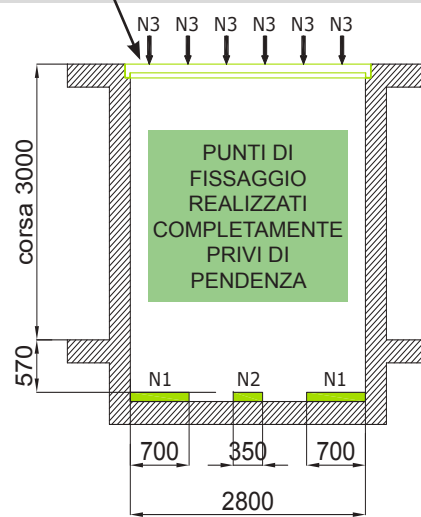 N3 N3 N3 N3 N3 N3
corsa 3000
PUNTI DI
FISSAGGIO
REALIZZATI
COMPLETAMENTE
PRIVI DI
PENDENZA
570
N1 N2 N1
700 350 700
2800